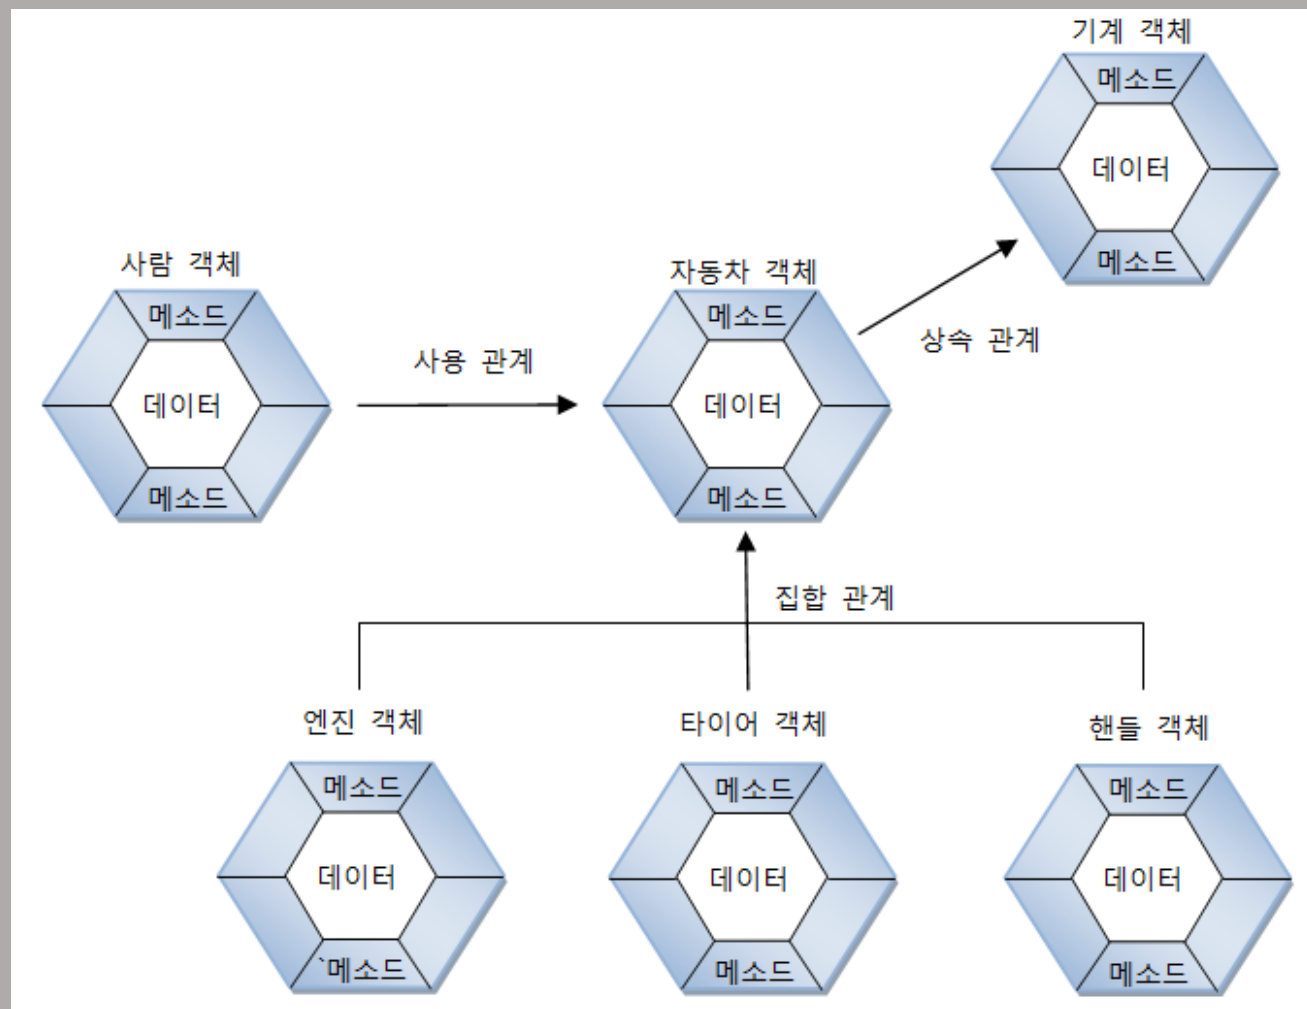 기계 객체
메소드
데이터
메소드
사람 객체
메소드
데이터
메소드
사용 관계
자동차 객체
메소드
데이터
메소드
상속 관계
집합 관계
엔진 객체
메소드
데이터
`메소드
타이어 객체
메소드
데이터
메소드
핸들 객체
메소드
데이터
메소드